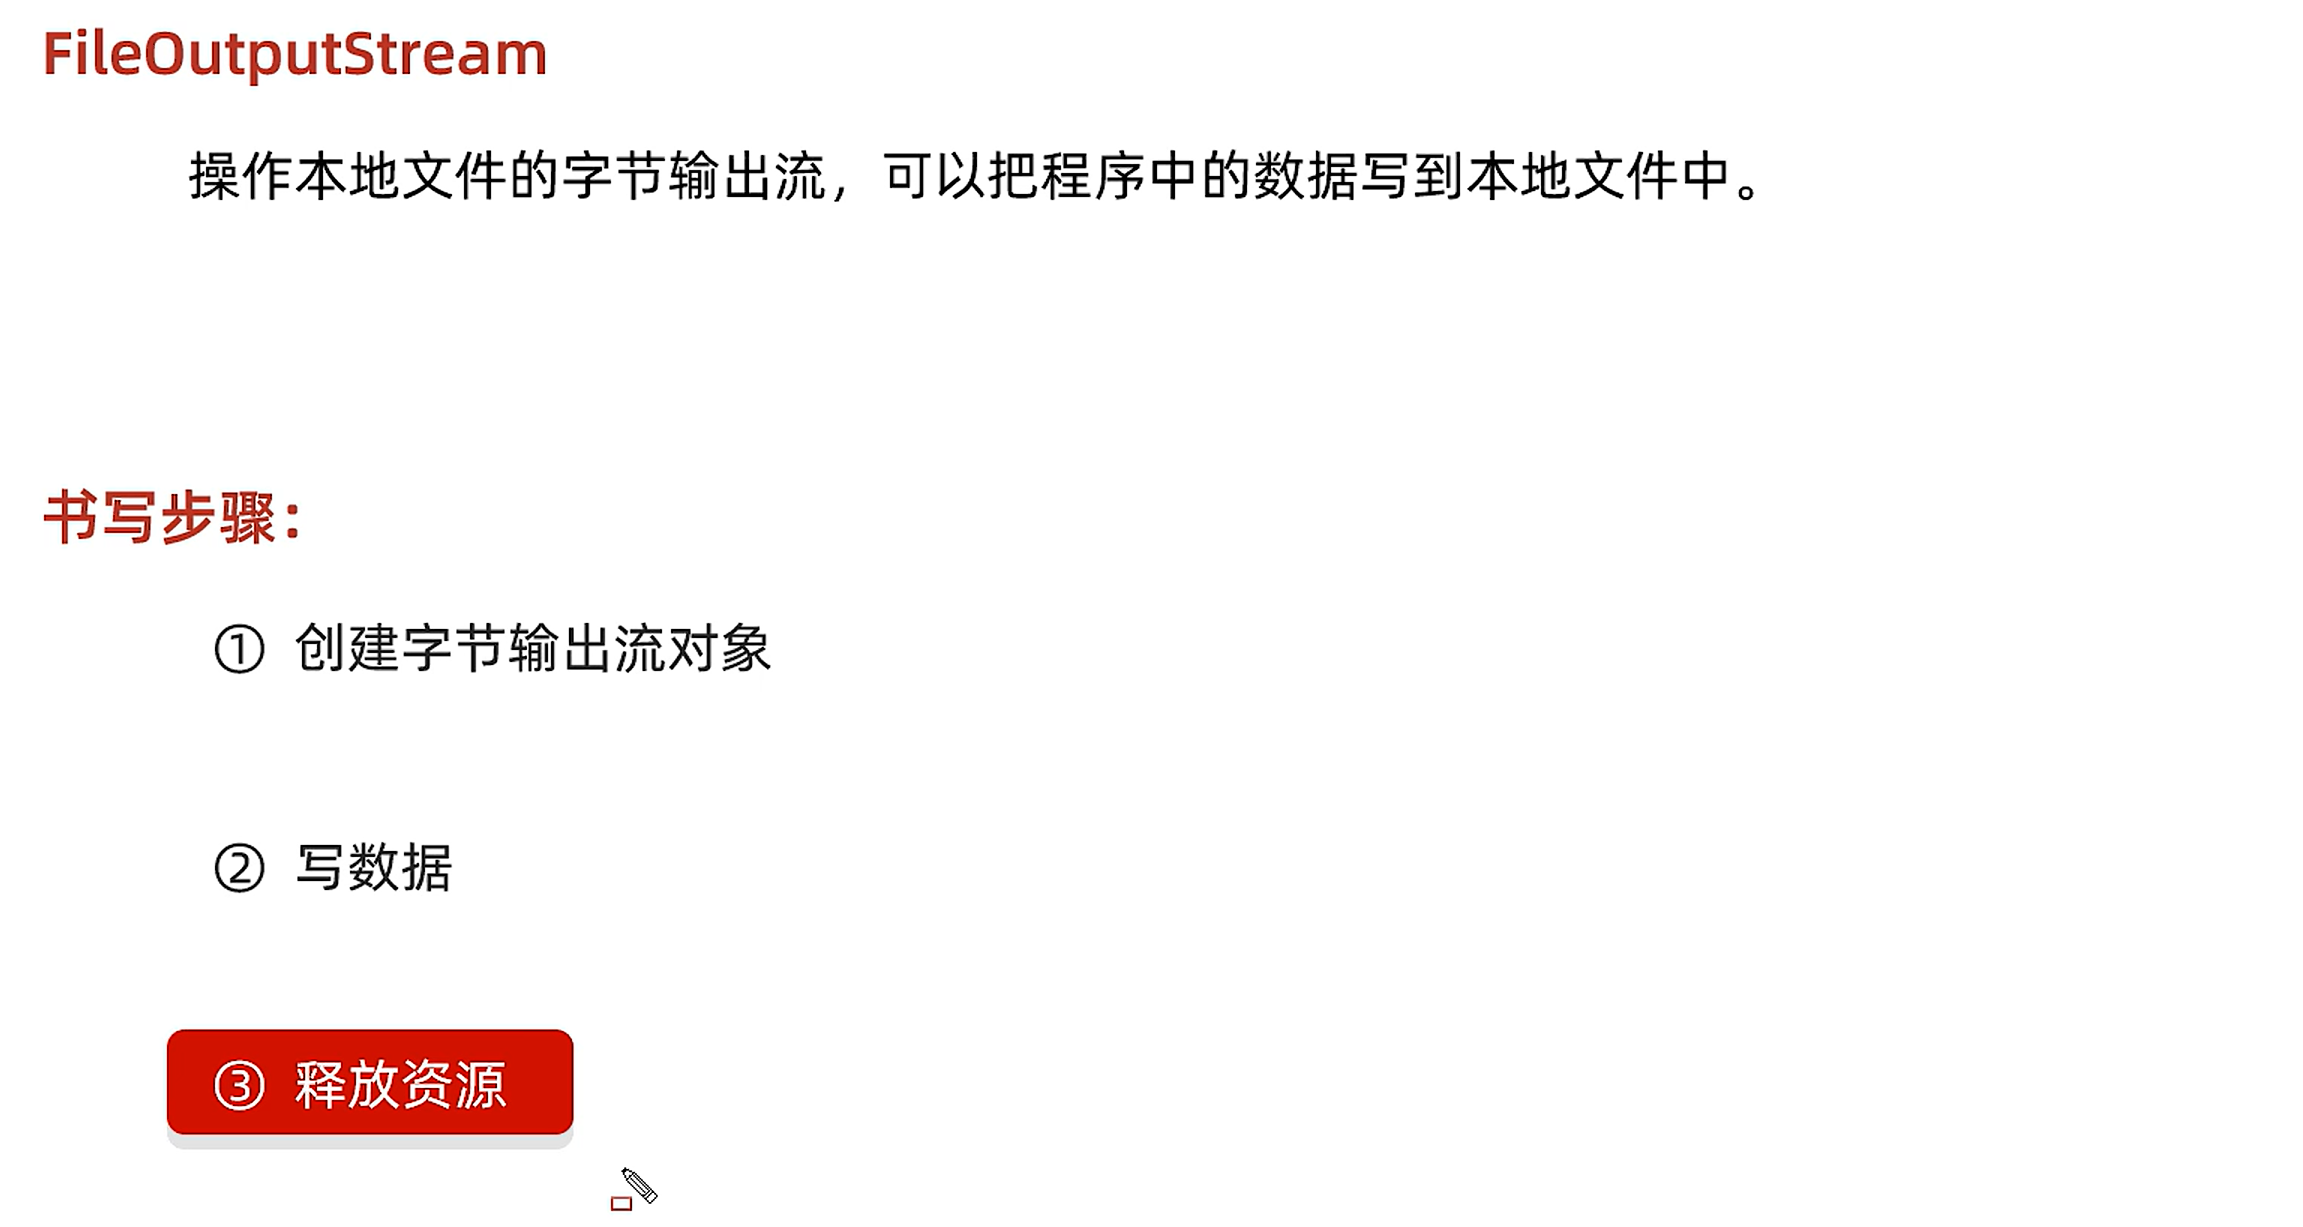 FileOutputStream
操作本地文件的字节输出流，可以把程序中的数据写到本地文件中。
书写步骤：
① 创建字节输出流对象
② 写数据
③ 释放资源